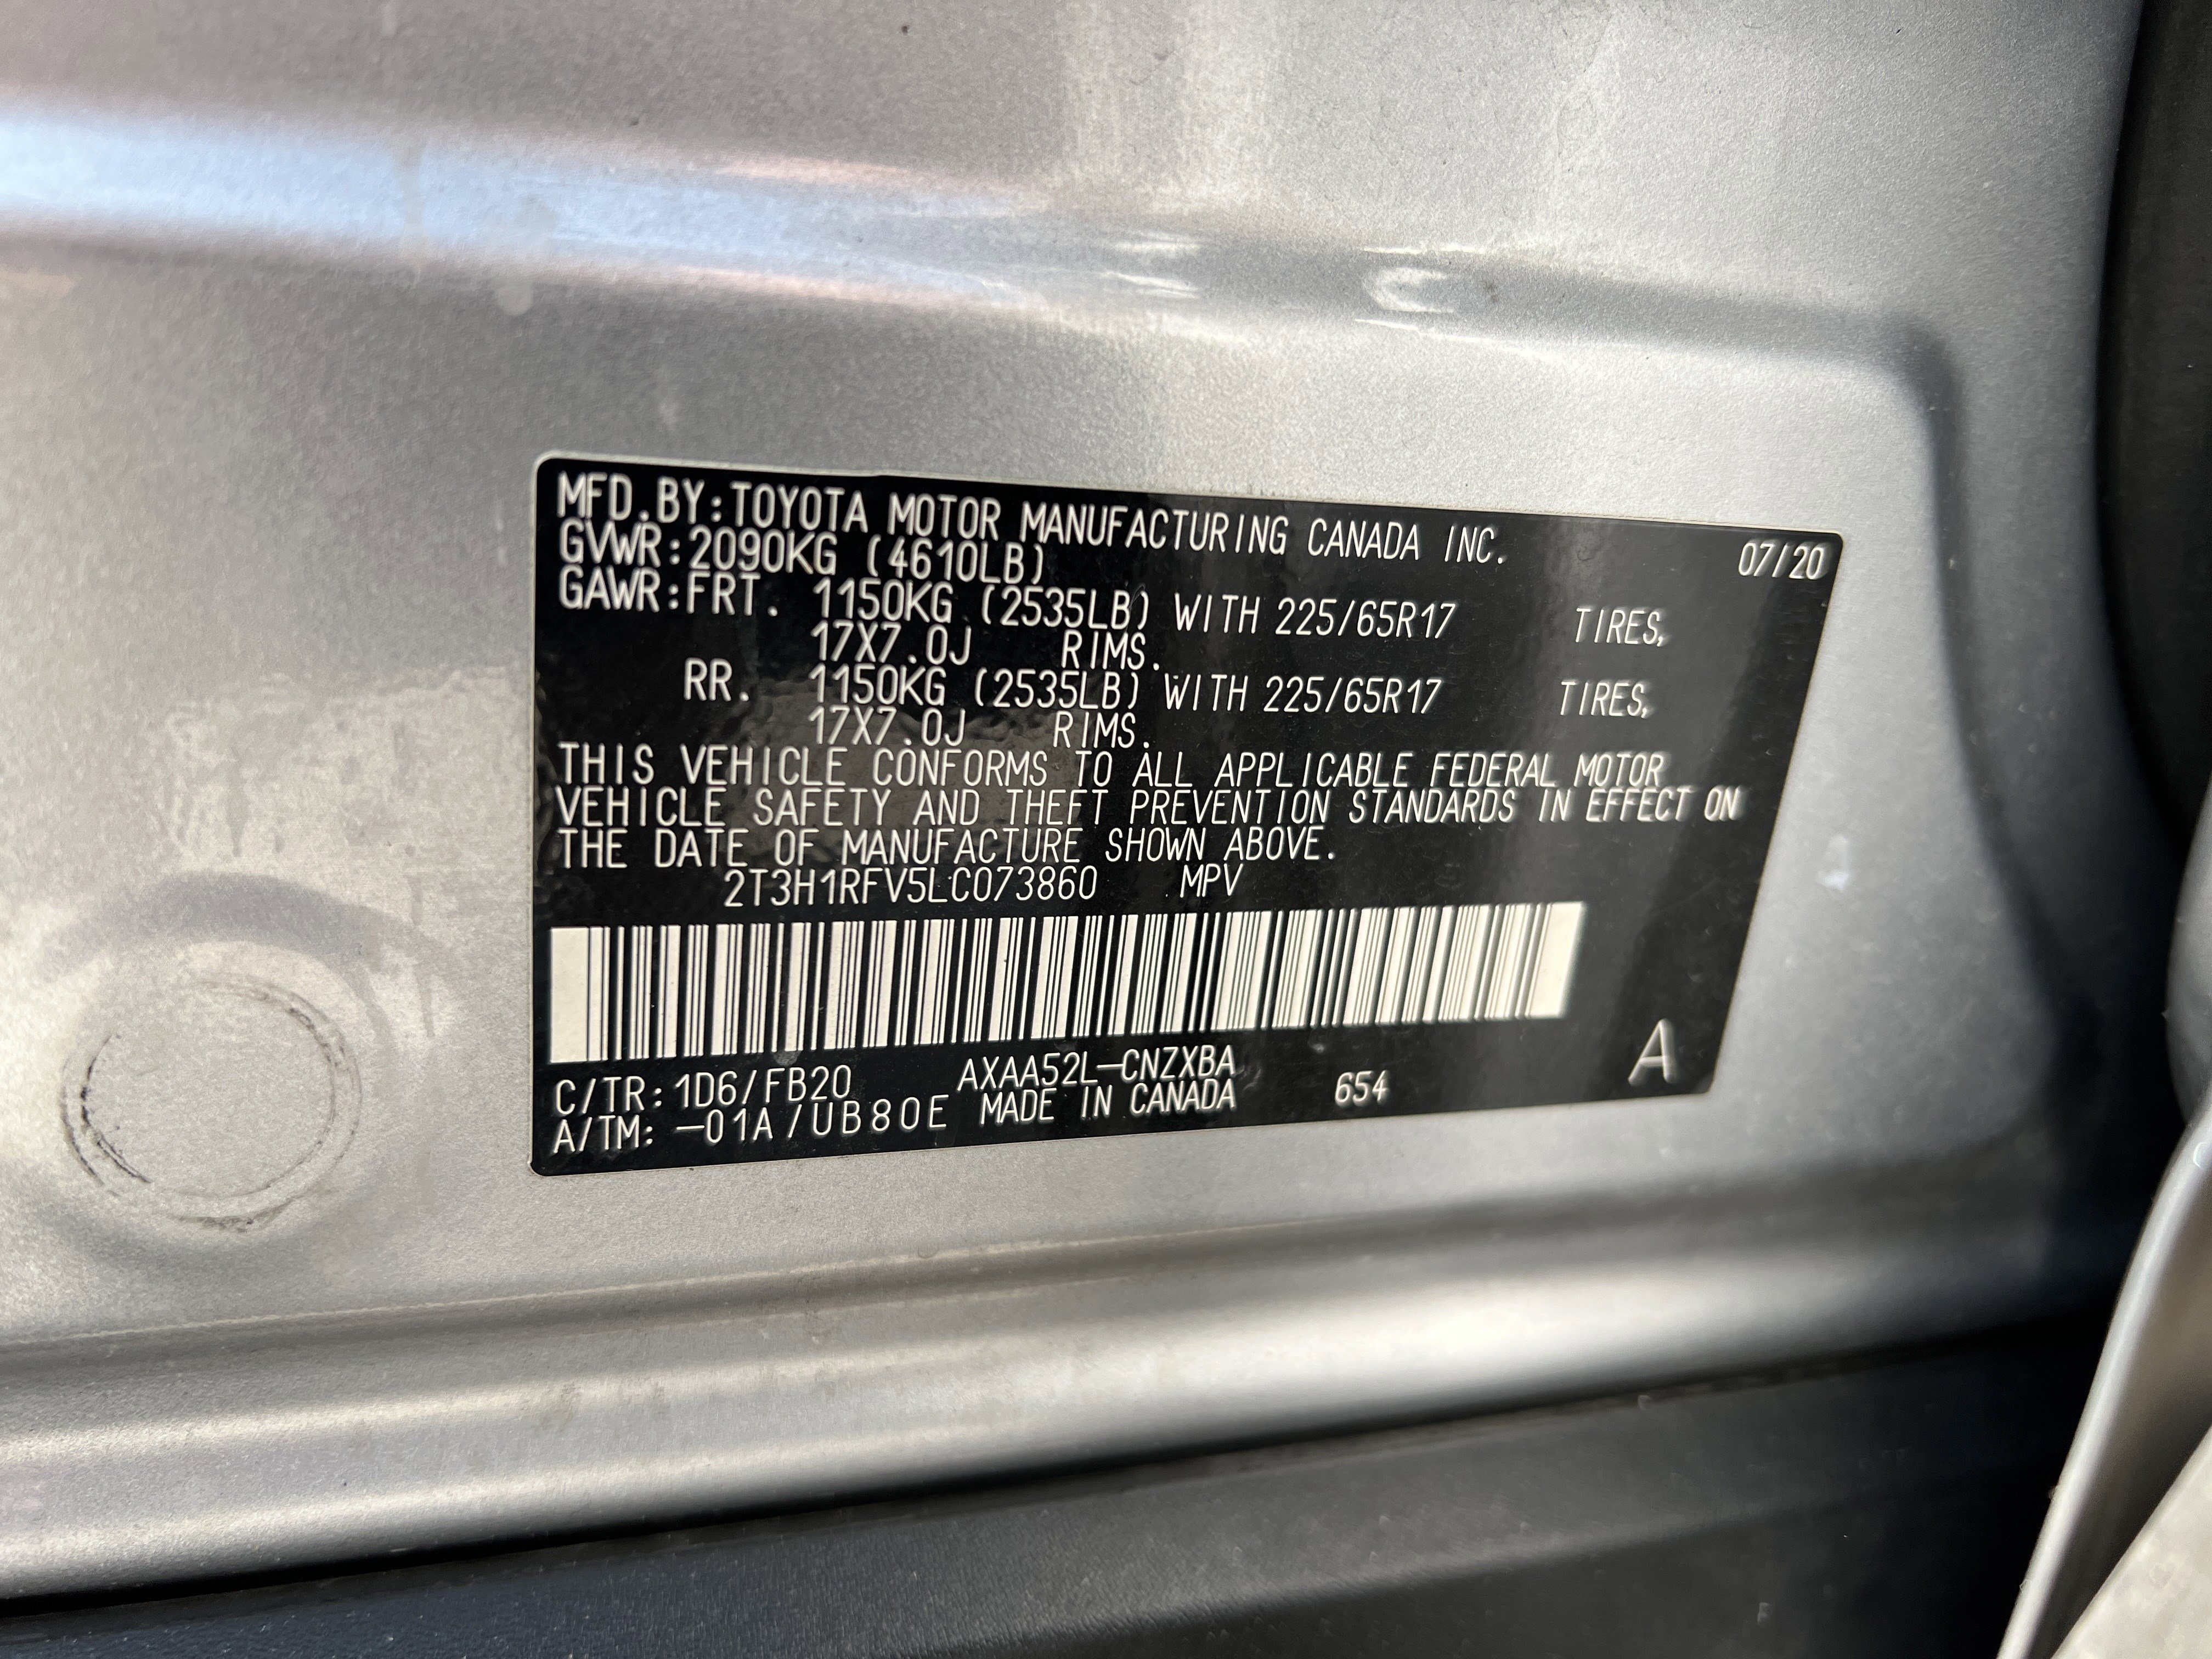 MFD.BY:TOYOTA MOTOR MANUFACTURING CANADA INC. 07/20
GVWR:2090KG (4610LB)
GAWR:FRT. 1150KG (2535LB) WITH 225/65R17 TIRES,
17X7.0J RIMS.
RR. 1150KG (2535LB) WITH 225/65R17 TIRES,
17X7.0J RIMS.
THIS VEHICLE CONFORMS TO ALL APPLICABLE FEDERAL MOTOR
VEHICLE SAFETY AND THEFT PREVENTION STANDARDS IN EFFECT ON
THE DATE OF MANUFACTURE SHOWN ABOVE.
2T3H1RFV5LC073860 MPV
C/TR:1D6/FB20 AXAA52L-CNZXBA
A/TM: -01A/UB80E MADE IN CANADA 654 A